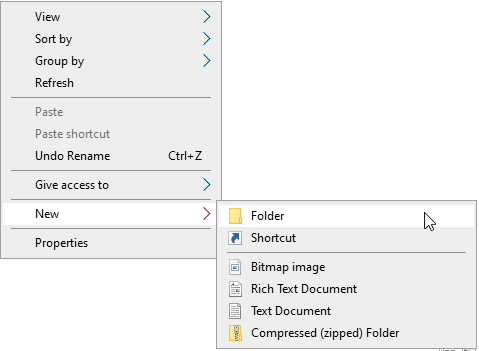 View
Sort by
Group by
Refresh
Paste
Paste shortcut
Undo Rename Ctrl+Z
Give access to
New
Properties
Folder
Shortcut
Bitmap image
Rich Text Document
Text Document
Compressed (zipped) Folder